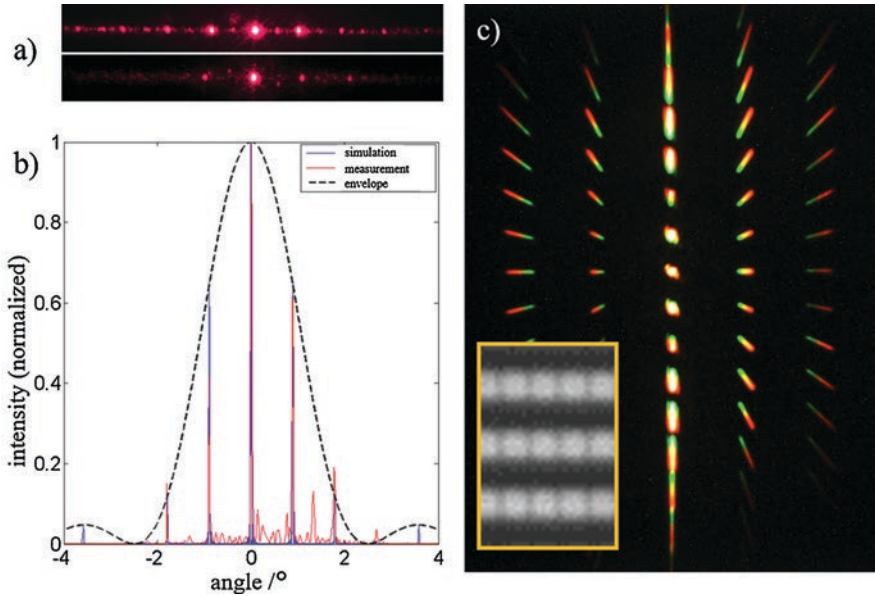 a)
b)
1
0.8
0.6
0.4
0.2
0
intensity (normalized)
-4
-2
0
2
4
angle /°
simulation
measurement
envelope
c)